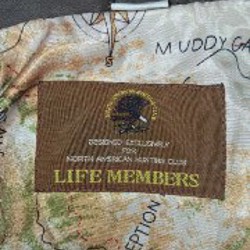 MUDDY GA
DESIGNED EXCLUSIVELY
FOR
NORTH AMERICAN HUNTING CLUB
LIFE MEMBERS
EPTION